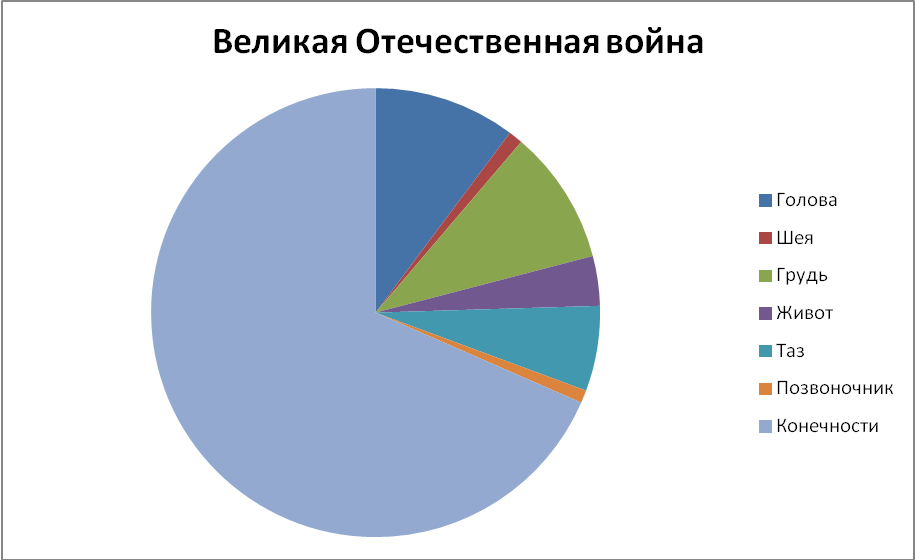 Великая Отечественная война
Голова
Шея
Грудь
Живот
Таз
Позвоночник
Конечности